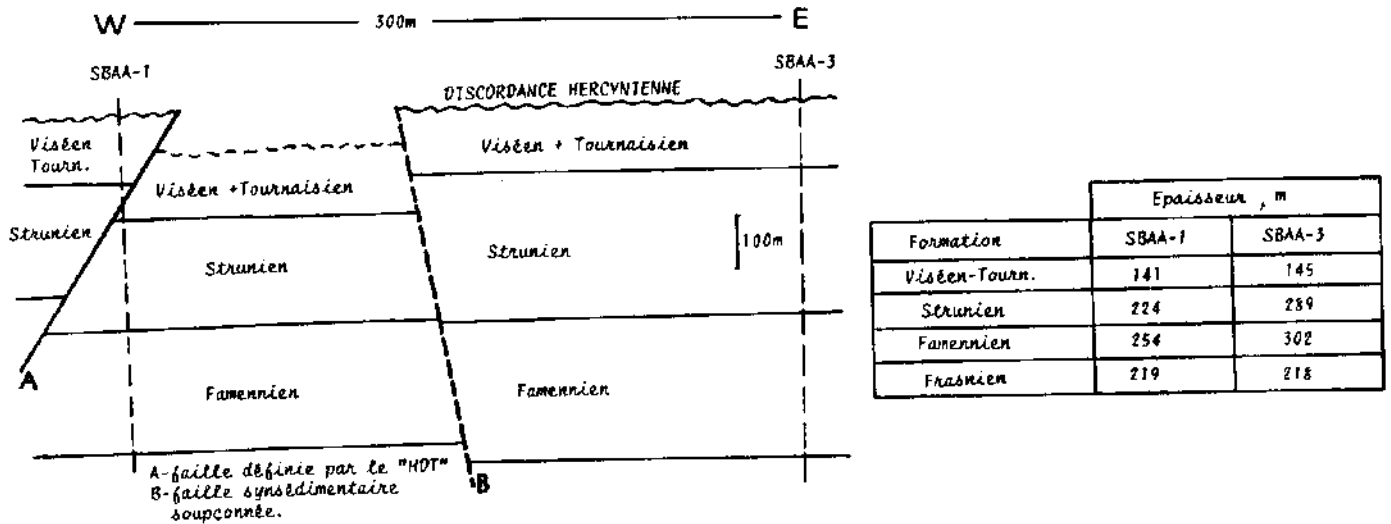 W 300m E
SBAA-1
SBAA-3
DISCORDANCE HERCYNIENNE
Viséen
Tourn.
Viséen + Tournaisien
Viséen +Tournaisien
Strunien
Strunien
Strunien
100m
A
Famennien
Famennien
A-faille définie par le "HDT"
B-faille synsédimentaire
soupçonnée.
B
Epaisseur , m
Formation SBAA-1 SBAA-3
Viséen-Tourn. 141 145
Strunien 224 289
Famennien 254 302
Frasnien 219 218